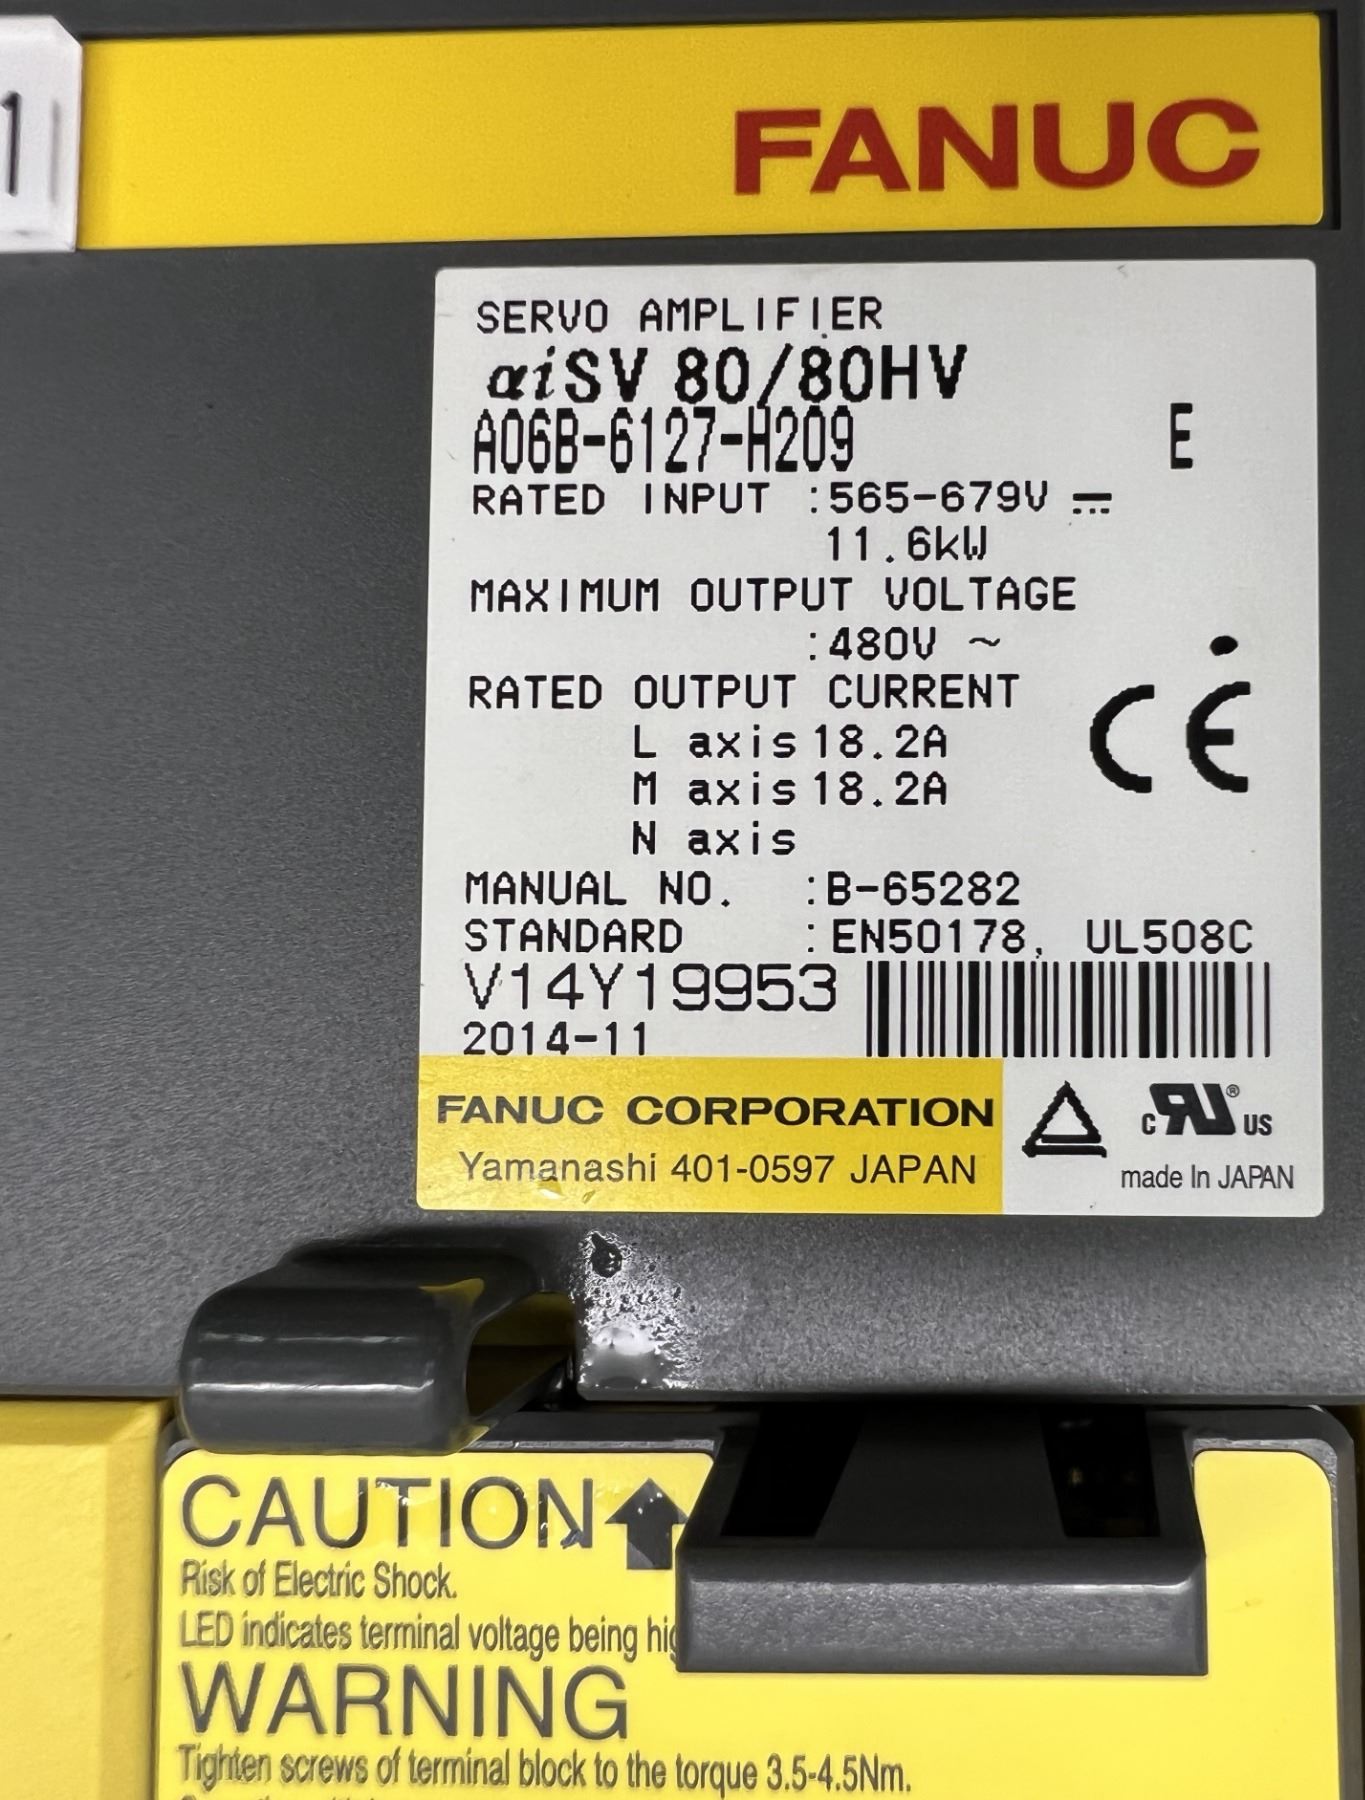 1
FANUC
SERVO AMPLIFIER
αiSV 80/80HV
A06B-6127-H209 E
RATED INPUT :565-679V ⎓
11.6kW
MAXIMUM OUTPUT VOLTAGE
:480V ~
RATED OUTPUT CURRENT
L axis 18.2A
M axis 18.2A
N axis
CE
MANUAL NO. :B-65282
STANDARD :EN50178, UL508C
V14Y19953
2014-11
FANUC CORPORATION
Yamanashi 401-0597 JAPAN
c RU ® US
made In JAPAN
CAUTION
Risk of Electric Shock.
LED indicates terminal voltage being
WARNING
Tighten screws of terminal block to the torque 3.5-4.5Nm.